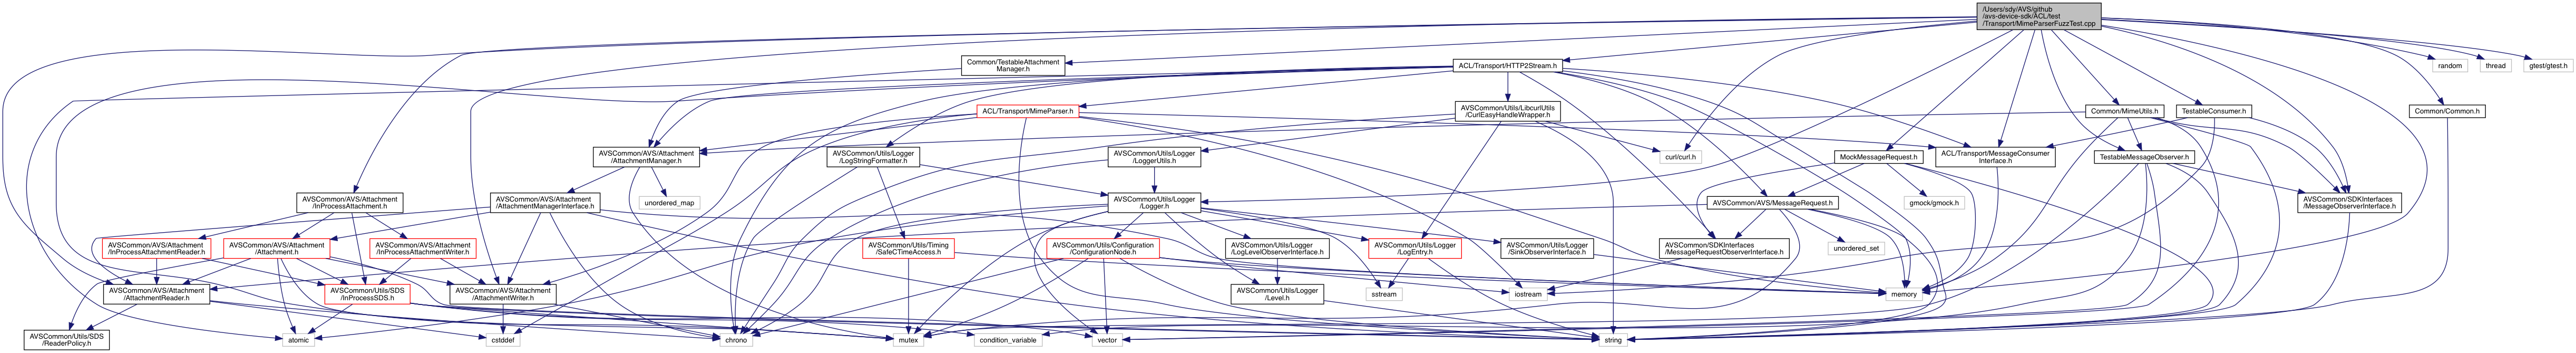 /Users/sdy/AVS/github
/avs-device-sdk/ACL/test
/Transport/MimeParserFuzzTest.cpp
Common/TestableAttachment
Manager.h
ACL/Transport/HTTP2Stream.h
random
thread
gtest/gtest.h
ACL/Transport/MimeParser.h
AVSCommon/Utils/LibcurlUtils
/CurlEasyHandleWrapper.h
Common/MimeUtils.h
TestableConsumer.h
Common/Common.h
AVSCommon/AVS/Attachment
/AttachmentManager.h
AVSCommon/Utils/Logger
/LogStringFormatter.h
AVSCommon/Utils/Logger
/LoggerUtils.h
curl/curl.h
MockMessageRequest.h
ACL/Transport/MessageConsumer
Interface.h
TestableMessageObserver.h
AVSCommon/AVS/Attachment
/InProcessAttachment.h
AVSCommon/AVS/Attachment
/AttachmentManagerInterface.h
unordered_map
AVSCommon/Utils/Logger
/Logger.h
AVSCommon/AVS/MessageRequest.h
gmock/gmock.h
AVSCommon/SDKInterfaces
/MessageObserverInterface.h
AVSCommon/AVS/Attachment
/InProcessAttachmentReader.h
AVSCommon/AVS/Attachment
/Attachment.h
AVSCommon/AVS/Attachment
/InProcessAttachmentWriter.h
AVSCommon/Utils/Timing
/SafeCTimeAccess.h
AVSCommon/Utils/Configuration
/ConfigurationNode.h
AVSCommon/Utils/Logger
/LogLevelObserverInterface.h
AVSCommon/Utils/Logger
/LogEntry.h
AVSCommon/Utils/Logger
/SinkObserverInterface.h
AVSCommon/SDKInterfaces
/MessageRequestObserverInterface.h
unordered_set
AVSCommon/AVS/Attachment
/AttachmentReader.h
AVSCommon/Utils/SDS
/InProcessSDS.h
AVSCommon/AVS/Attachment
/AttachmentWriter.h
AVSCommon/Utils/Logger
/Level.h
sstream
iostream
memory
AVSCommon/Utils/SDS
/ReaderPolicy.h
atomic
cstddef
chrono
mutex
condition_variable
vector
string